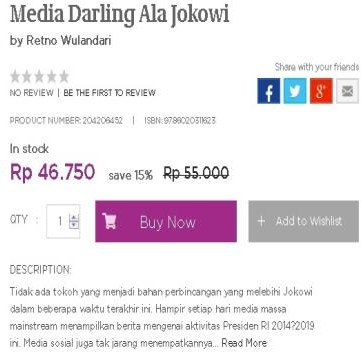 Media Darling Ala Jokowi
by Retno Wulandari
Share with your friends
NO REVIEW | BE THE FIRST TO REVIEW
PRODUCT NUMBER: 204206452 | ISBN: 9786020311623
In stock
Rp 46.750 save 15% Rp 55.000
QTY : 1 Buy Now + Add to Wishlist
DESCRIPTION:
Tidak ada tokoh yang menjadi bahan perbincangan yang melebihi Jokowi
dalam beberapa waktu terakhir ini. Hampir setiap hari media massa
mainstream menampilkan berita mengenai aktivitas Presiden RI 2014?2019
ini. Media sosial juga tak jarang menempatkannya... Read More